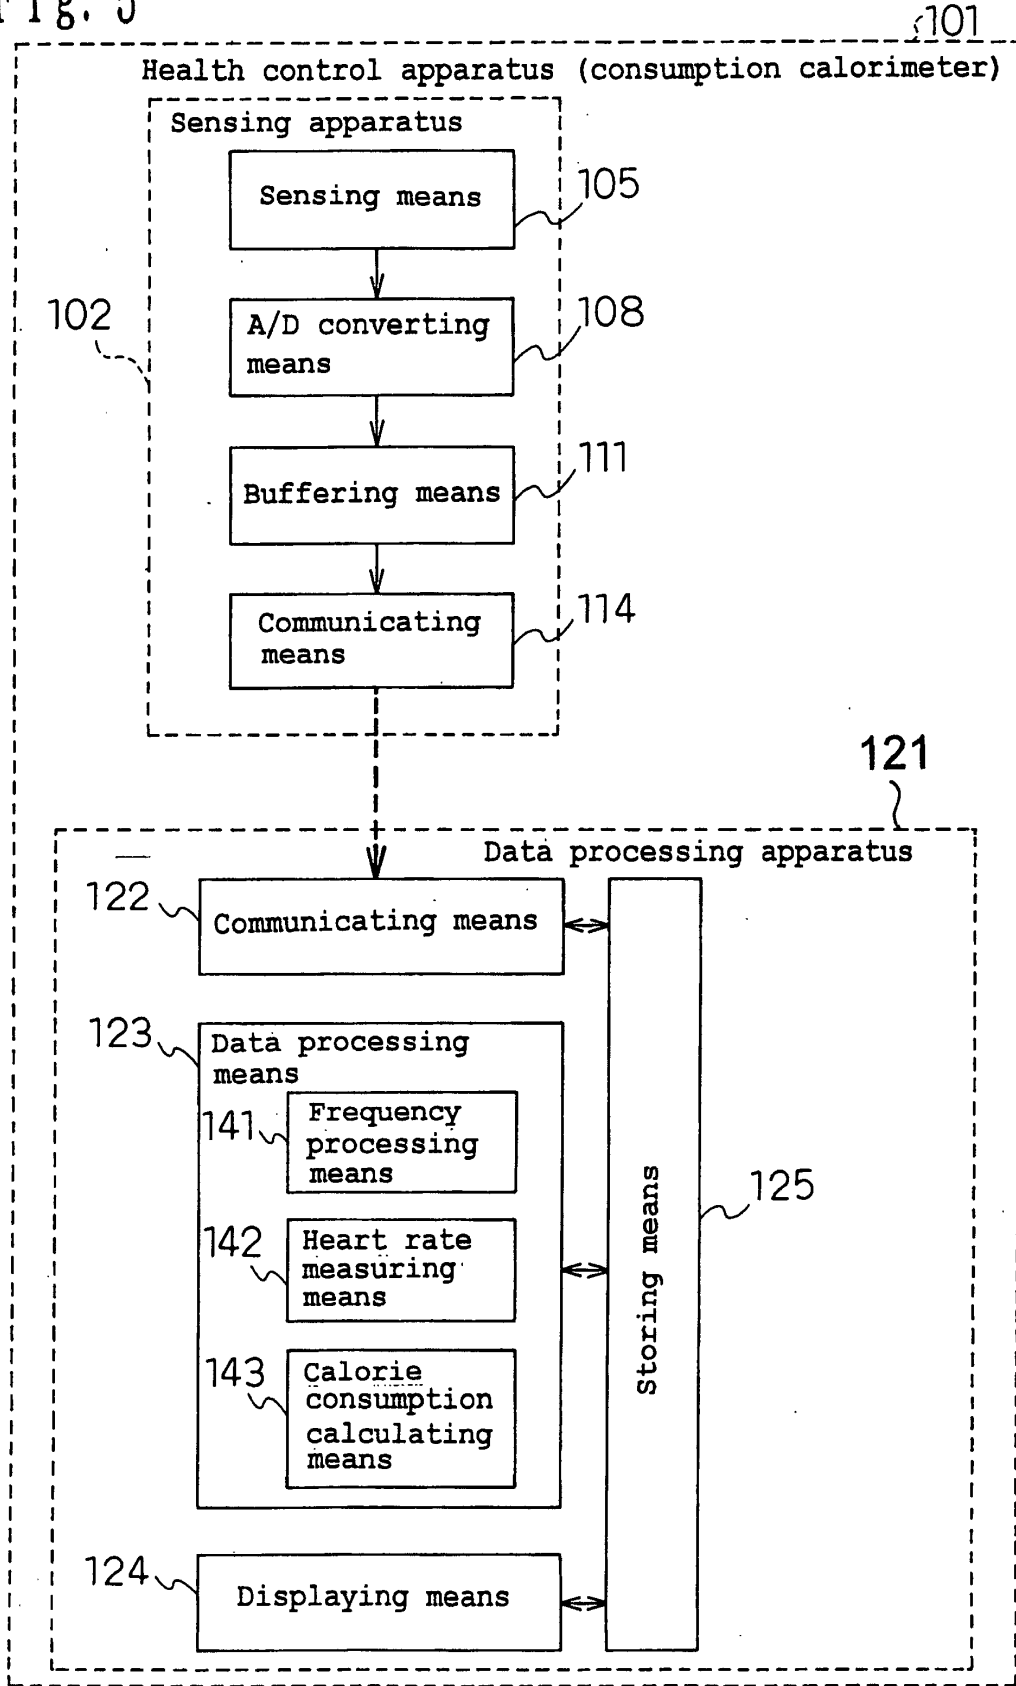 Fig. 5
101
Health control apparatus (consumption calorimeter)
Sensing apparatus
Sensing means
105
102
A/D converting
means
108
Buffering means
111
Communicating
means
114
121
Data processing apparatus
122
Communicating means
123
Data processing
means
141
Frequency
processing
means
142
Heart rate
measuring
means
143
Calorie
consumption
calculating
means
Storing means
125
124
Displaying means